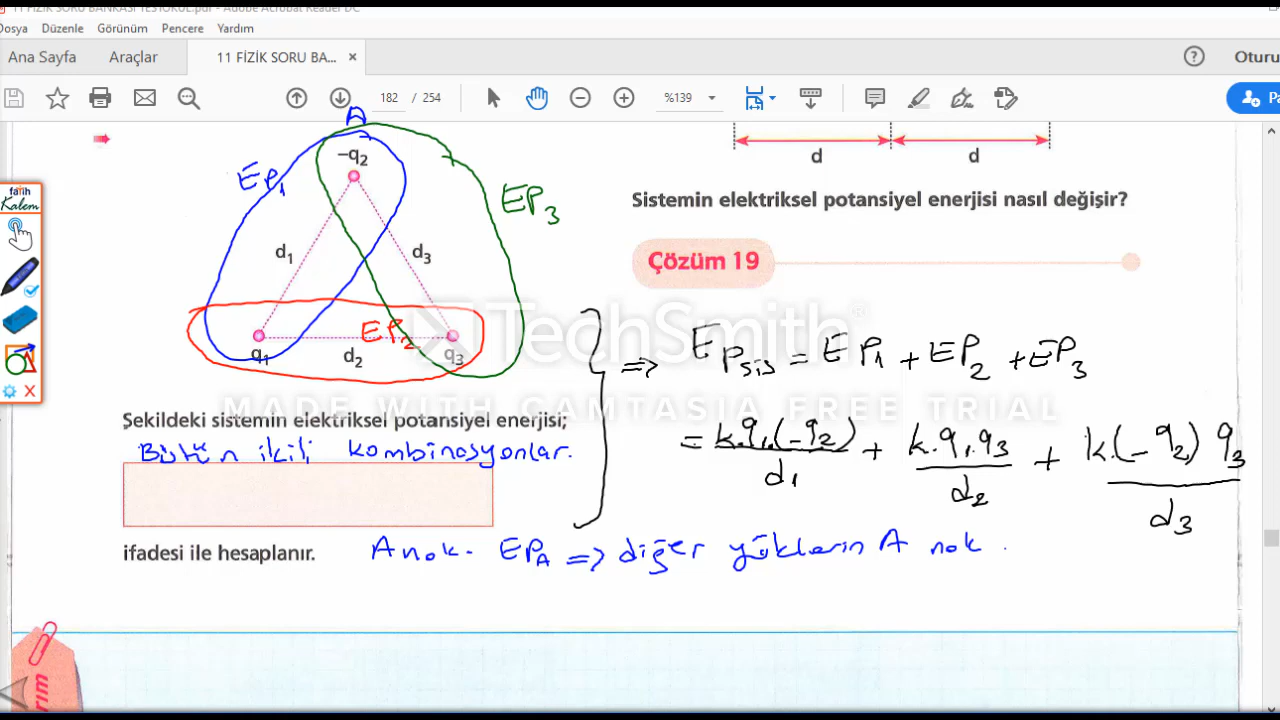 11 FİZİK SORU BANKASI TESTOKUL.pdf - Adobe Acrobat Reader DC
Dosya Düzenle Görünüm Pencere Yardım
Ana Sayfa Araçlar 11 FİZİK SORU BA... × ? Oturu
182 / 254 %139 Pa
A
-q2
EP1
EP3
d1
d3
EP2
q1
d2
q3
fatih
Kalem
Şekildeki sistemin elektriksel potansiyel enerjisi;
Bütün ikili kombinasyonlar.
ifadesi ile hesaplanır.
A nok. EPA => diğer yüklerin A nok.
d d
Sistemin elektriksel potansiyel enerjisi nasıl değişir?
Çözüm 19
TechSmith
MADE WITH CAMTASIA FREE TRIAL
=> EPsis = EP1 + EP2 + EP3
= k.q1.(-q2)/d1 + k.q1.q3/d2 + k.(-q2) q3/d3
rım